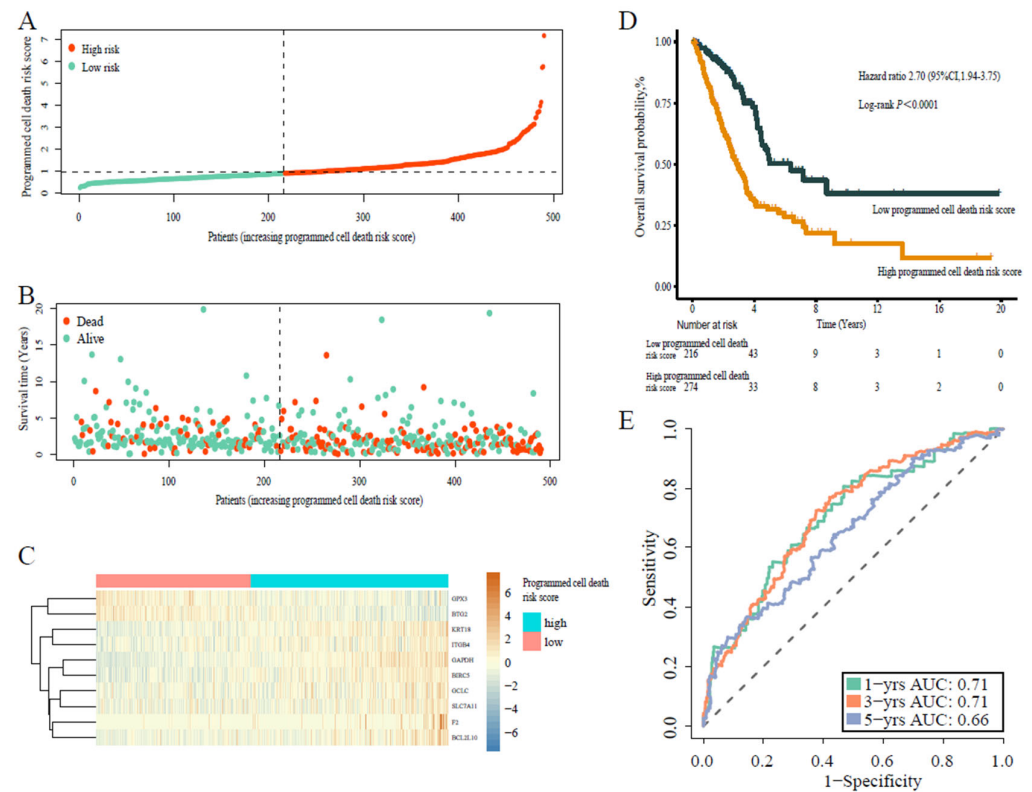 A
Programmed cell death risk score
7
6
5
4
3
2
1
0
High risk
Low risk
0 100 200 300 400 500
Patients (increasing programmed cell death risk score)
B
Survival time (Years)
20
15
10
5
0
Dead
Alive
0 100 200 300 400 500
Patients (increasing programmed cell death risk score)
C
GPX3
BTG2
KRT18
ITGB4
GAPDH
BIRC5
GCLC
SLC7A11
F2
BCL2L10
6
4
2
0
−2
−4
−6
Programmed cell death
risk score
high
low
D
Overall survival probability,%
1.00
0.75
0.50
0.25
0.00
Hazard ratio 2.70 (95%CI,1.94-3.75)
Log-rank P<0.0001
Low programmed cell death risk score
High programmed cell death risk score
0 4 8 12 16 20
Number at risk
Time (Years)
Low programmed cell death
risk score 216 43 9 3 1 0
High programmed cell death
risk score 274 33 8 3 2 0
E
Sensitivity
1.0
0.8
0.6
0.4
0.2
0.0
1−yrs AUC: 0.71
3−yrs AUC: 0.71
5−yrs AUC: 0.66
0.0 0.2 0.4 0.6 0.8 1.0
1−Specificity